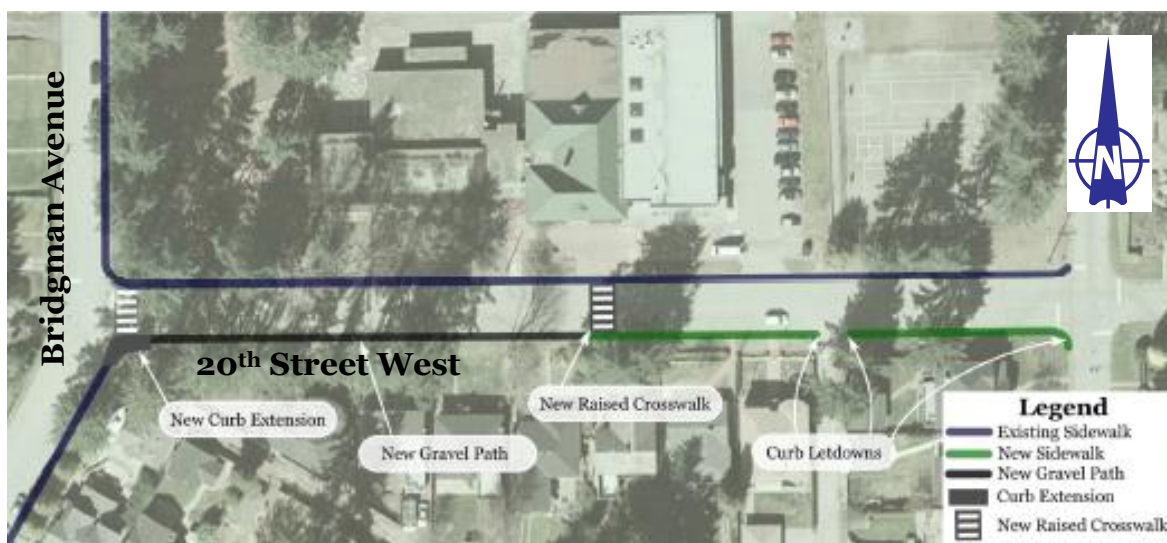 Bridgman Avenue
N
20th Street West
New Curb Extension
New Gravel Path
New Raised Crosswalk
Curb Letdowns
Legend
Existing Sidewalk
New Sidewalk
New Gravel Path
Curb Extension
New Raised Crosswalk